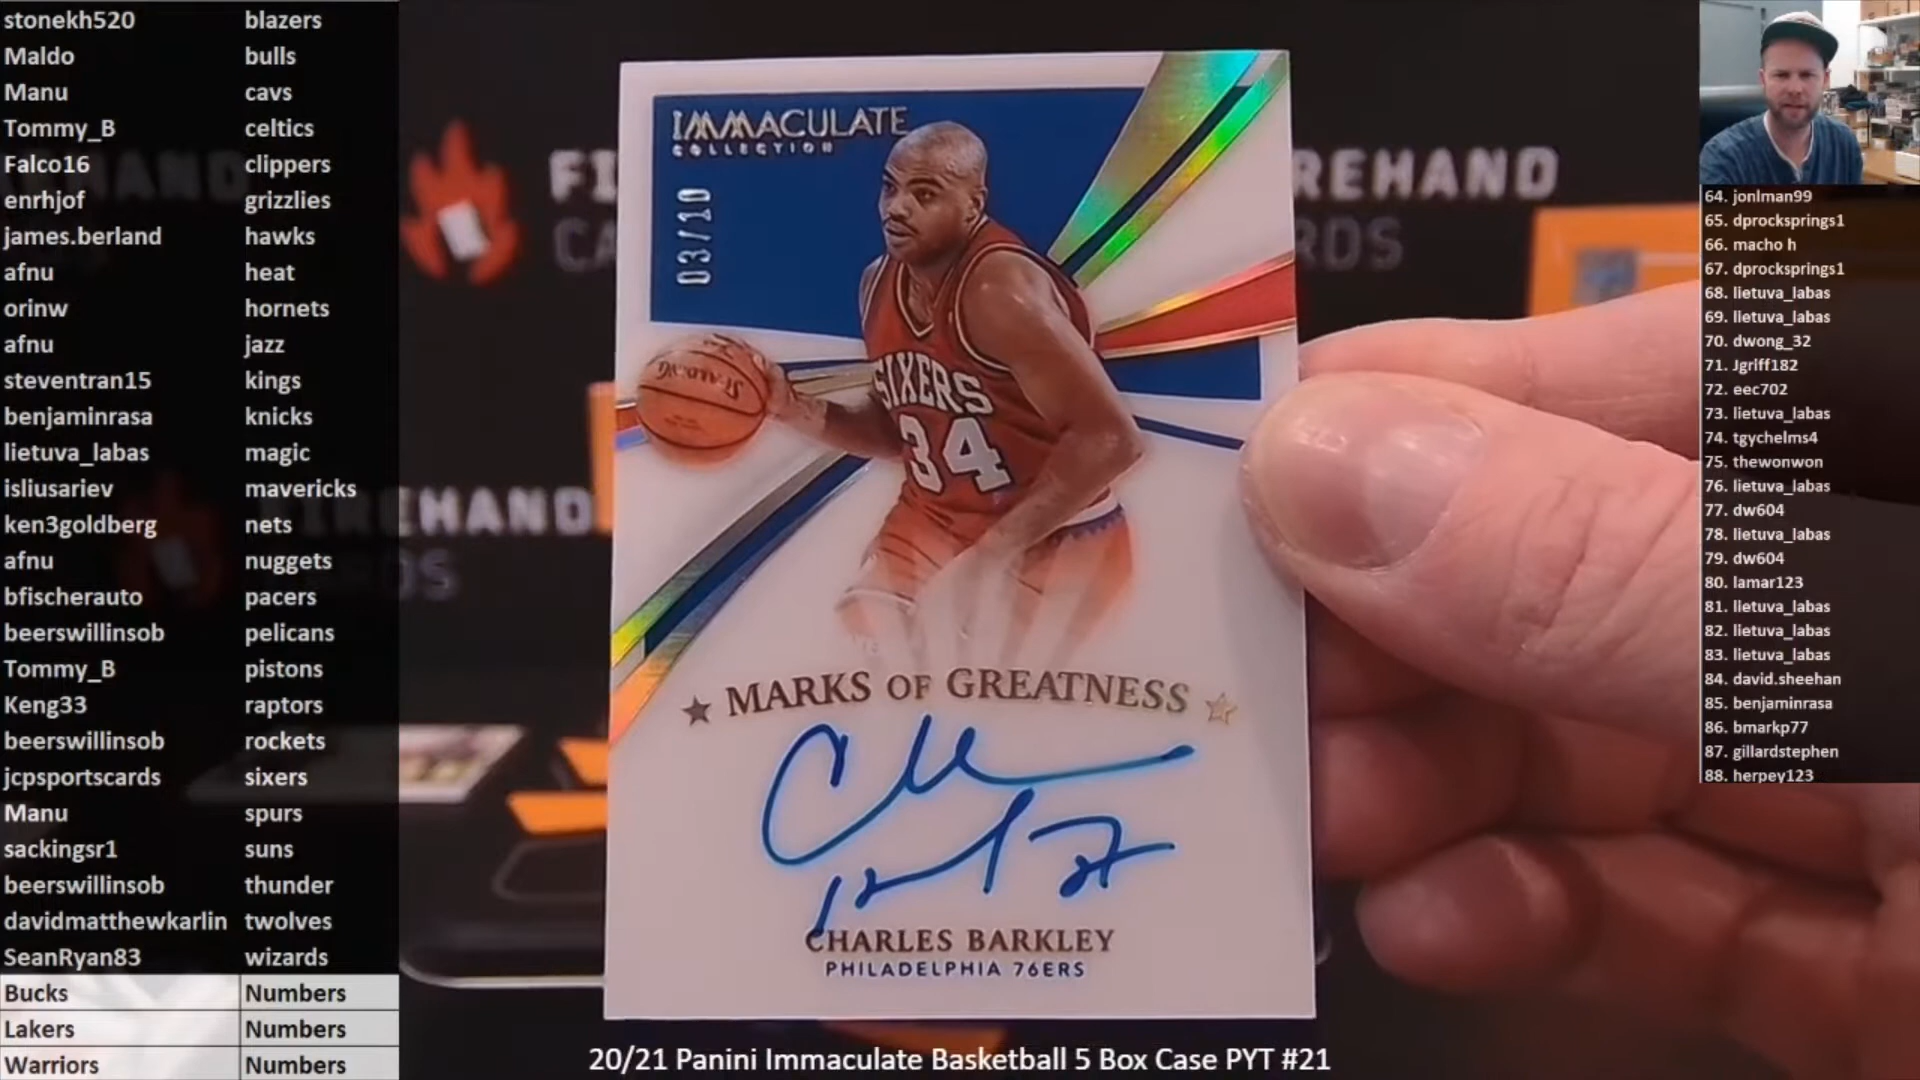 stonekh520 blazers
Maldo bulls
Manu cavs
Tommy_B celtics
Falco16 clippers
enrhjof grizzlies
james.berland hawks
afnu heat
orinw hornets
afnu jazz
steventran15 kings
benjaminrasa knicks
lietuva_labas magic
isliusariev mavericks
ken3goldberg nets
afnu nuggets
bfischerauto pacers
beerswillinsob pelicans
Tommy_B pistons
Keng33 raptors
beerswillinsob rockets
jcpsportscards sixers
Manu spurs
sackingsr1 suns
beerswillinsob thunder
davidmatthewkarlin twolves
SeanRyan83 wizards
Bucks Numbers
Lakers Numbers
Warriors Numbers
IMMACULATE
COLLECTION
03/10
SPALDING
SIXERS
34
MARKS OF GREATNESS
CHARLES BARKLEY
PHILADELPHIA 76ERS
20/21 Panini Immaculate Basketball 5 Box Case PYT #21
64. jonlman99
65. dprocksprings1
66. macho h
67. dprocksprings1
68. lietuva_labas
69. lietuva_labas
70. dwong_32
71. Jgriff182
72. eec702
73. lietuva_labas
74. tgychelms4
75. thewonwon
76. lietuva_labas
77. dw604
78. lietuva_labas
79. dw604
80. lamar123
81. lietuva_labas
82. lietuva_labas
83. lietuva_labas
84. david.sheehan
85. benjaminrasa
86. bmarkp77
87. gillardstephen
88. herpey123